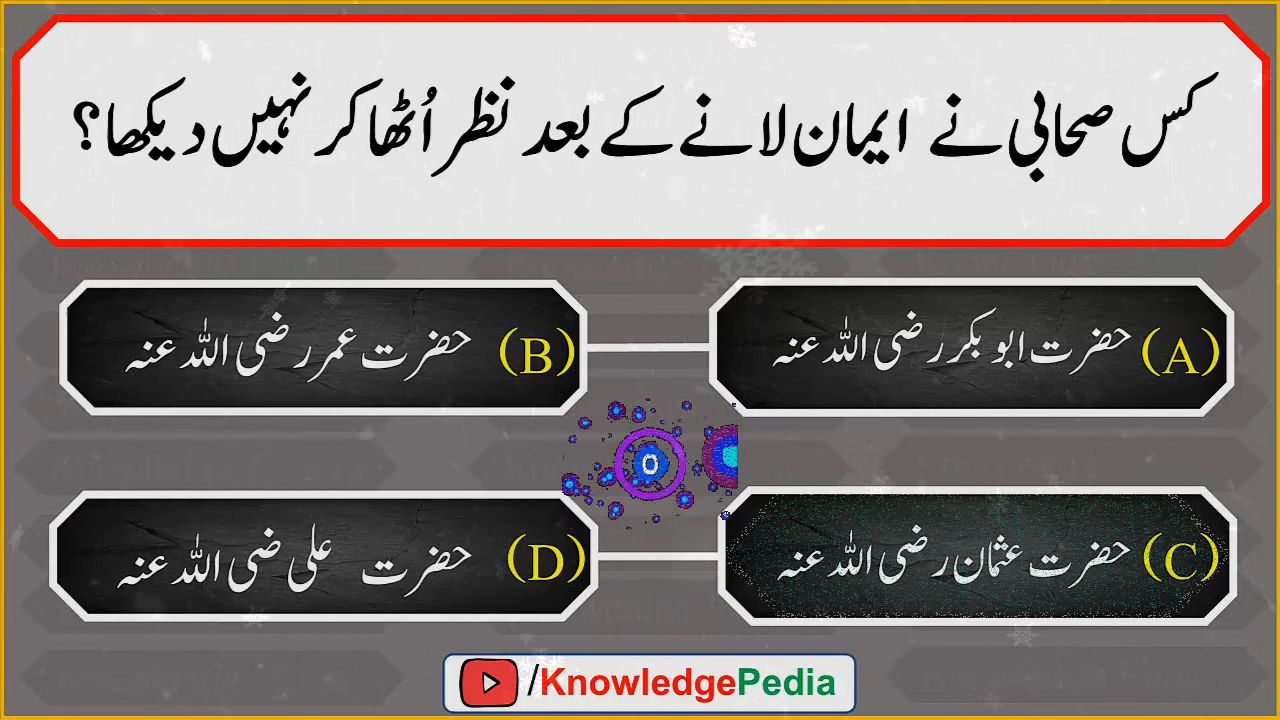 کس صحابی نے ایمان لانے کے بعد نظر اُٹھا کر نہیں دیکھا؟
(A) حضرت ابو بکر رضی اللہ عنہ
(B) حضرت عمر رضی اللہ عنہ
0
(C) حضرت عثمان رضی اللہ عنہ
(D) حضرت علی ضی اللہ عنہ
/KnowledgePedia